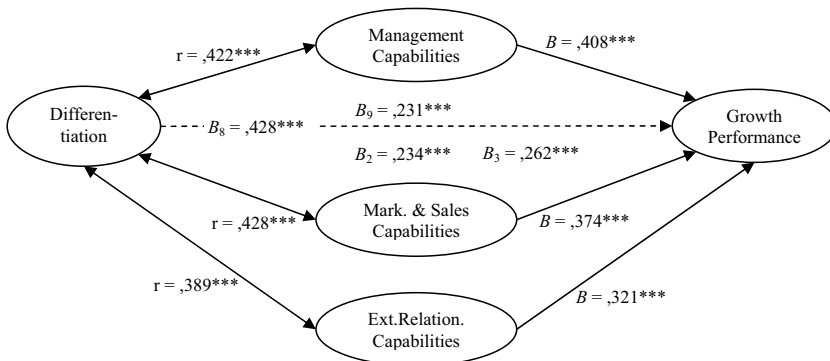 Management
Capabilities
r = ,422***
B = ,408***
Differen-
tiation
B₉ = ,231***
B₈ = ,428***
Growth
Performance
B₂ = ,234***
B₃ = ,262***
Mark. & Sales
Capabilities
r = ,428***
B = ,374***
r = ,389***
B = ,321***
Ext.Relation.
Capabilities